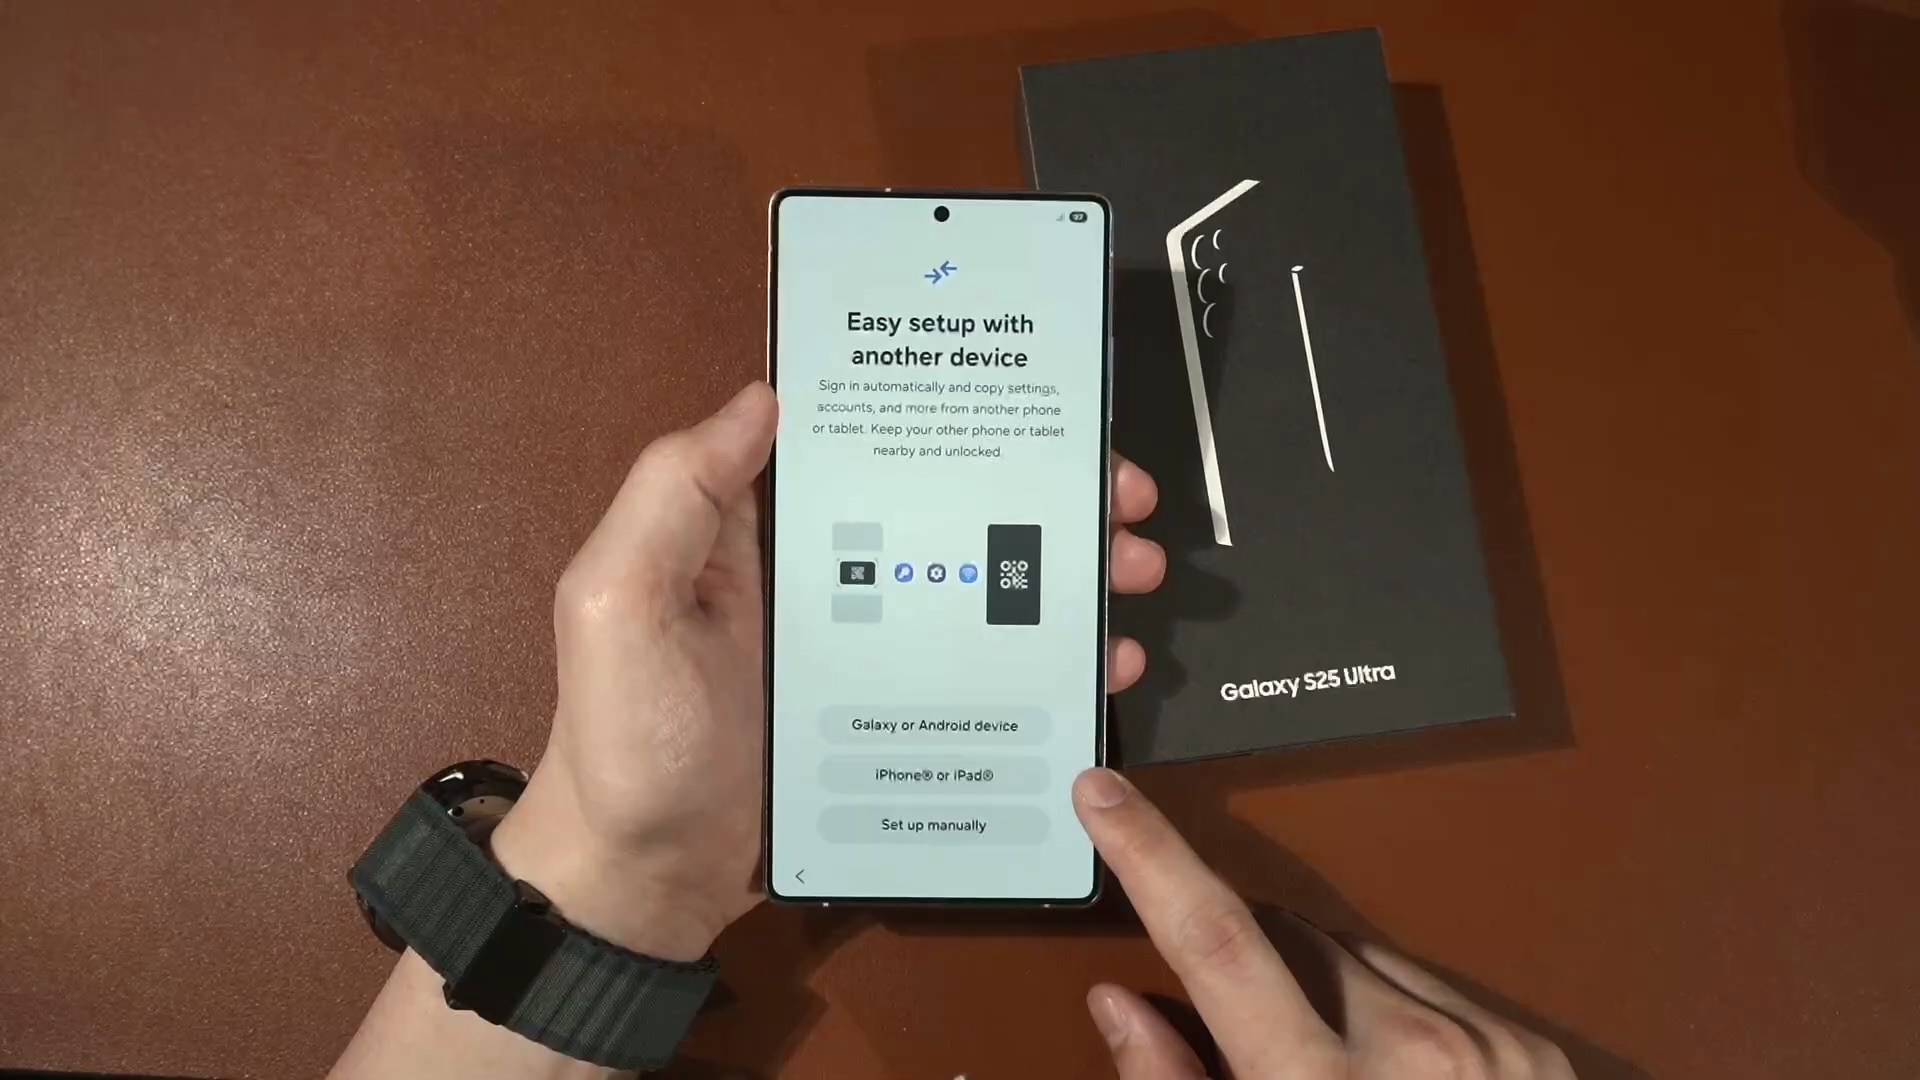 27
Easy setup with
another device
Sign in automatically and copy settings,
accounts, and more from another phone
or tablet. Keep your other phone or tablet
nearby and unlocked.
Galaxy or Android device
iPhone® or iPad®
Set up manually
Galaxy S25 Ultra